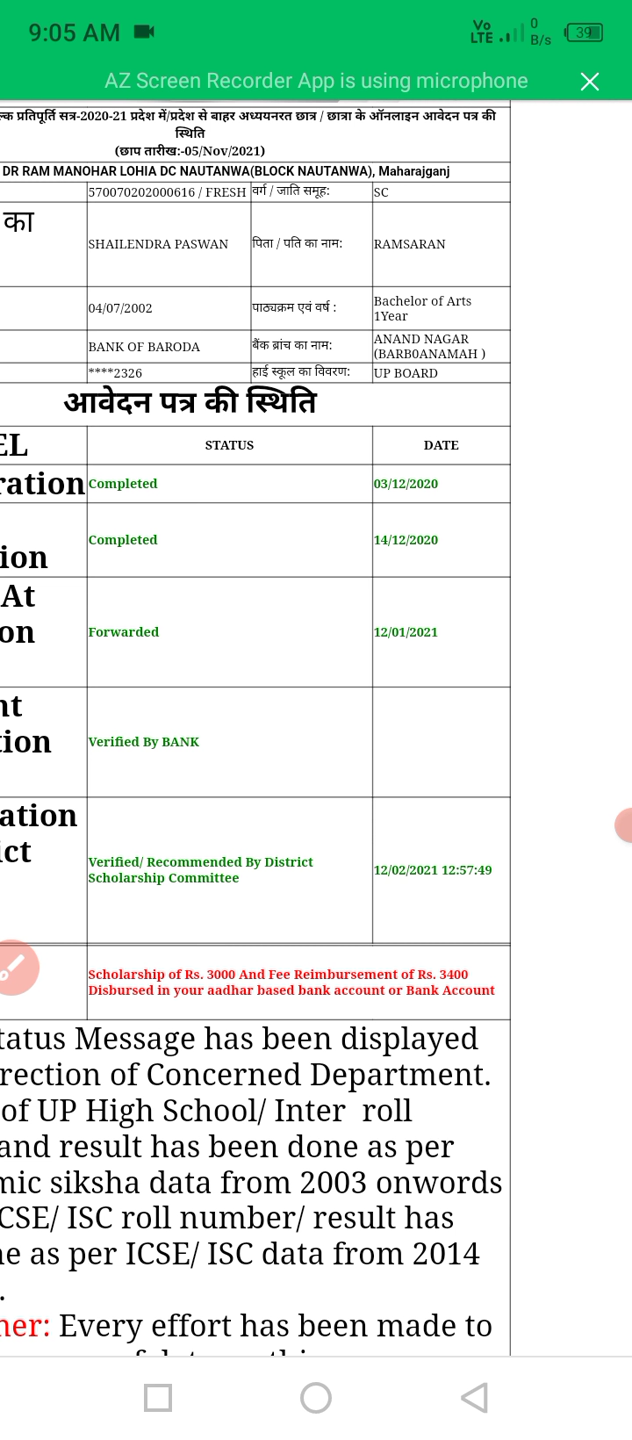 9:05 AM
Vo LTE
0 B/s
39
AZ Screen Recorder App is using microphone
प्रतिपूर्ति सत्र-2020-21 प्रदेश में/प्रदेश से बाहर अध्ययनरत छात्र / छात्रा के ऑनलाइन आवेदन पत्र की
स्थिति
(छाप तारीख:-05/Nov/2021)
DR RAM MANOHAR LOHIA DC NAUTANWA(BLOCK NAUTANWA), Maharajganj
570070202000616 / FRESH वर्ग / जाति समूह: SC
का
SHAILENDRA PASWAN पिता / पति का नाम: RAMSARAN
04/07/2002 पाठ्यक्रम एवं वर्ष : Bachelor of Arts
1Year
BANK OF BARODA बैंक ब्रांच का नाम: ANAND NAGAR
(BARB0ANAMAH )
****2326 हाई स्कूल का विवरण: UP BOARD
आवेदन पत्र की स्थिति
EL STATUS DATE
ration Completed 03/12/2020
Completed 14/12/2020
ion
At
on Forwarded 12/01/2021
nt
tion Verified By BANK
ation
ict Verified/ Recommended By District
Scholarship Committee 12/02/2021 12:57:49
Scholarship of Rs. 3000 And Fee Reimbursement of Rs. 3400
Disbursed in your aadhar based bank account or Bank Account
tatus Message has been displayed
rection of Concerned Department.
of UP High School/ Inter roll
and result has been done as per
mic siksha data from 2003 onwords
CSE/ ISC roll number/ result has
ne as per ICSE/ ISC data from 2014
.
ner: Every effort has been made to